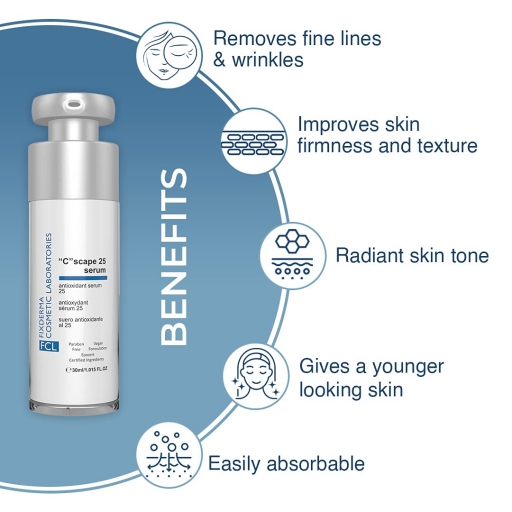 Removes fine lines
& wrinkles
Improves skin
firmness and texture
Radiant skin tone
Gives a younger
looking skin
Easily absorbable
BENEFITS
"C"scape 25
serum
antioxidant serum
25
antioxydant
sérum 25
suero antioxidante
al 25
Paraben Vegan
Free Formulation
Ecocert
Certified Ingredients
℮30ml/1.015 FL.OZ
FIXDERMA
COSMETIC LABORATORIES
FCL